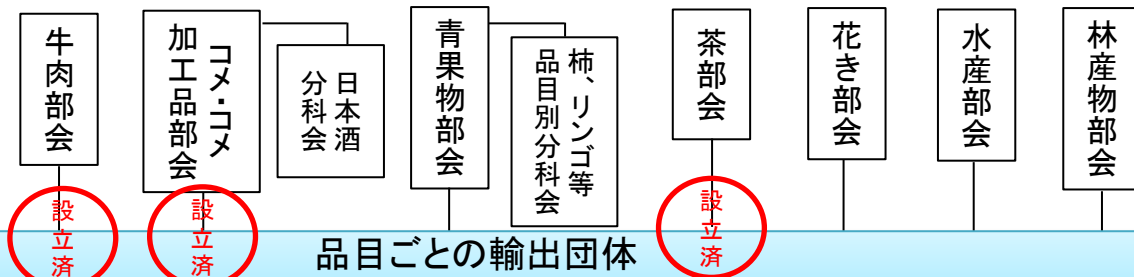 牛肉部会
コメ・コメ
加工品部会
日本酒
分科会
青果物部会
柿、リンゴ等
品目別分科会
茶部会
花き部会
水産部会
林産物部会
設立済
設立済
設立済
品目ごとの輸出団体